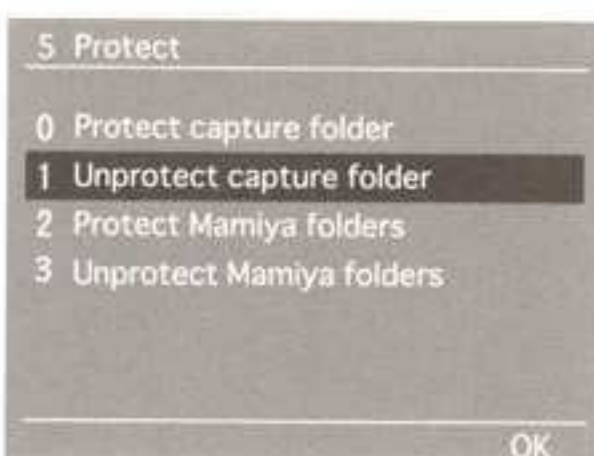 5 Protect
0 Protect capture folder
1 Unprotect capture folder
2 Protect Mamiya folders
3 Unprotect Mamiya folders
OK